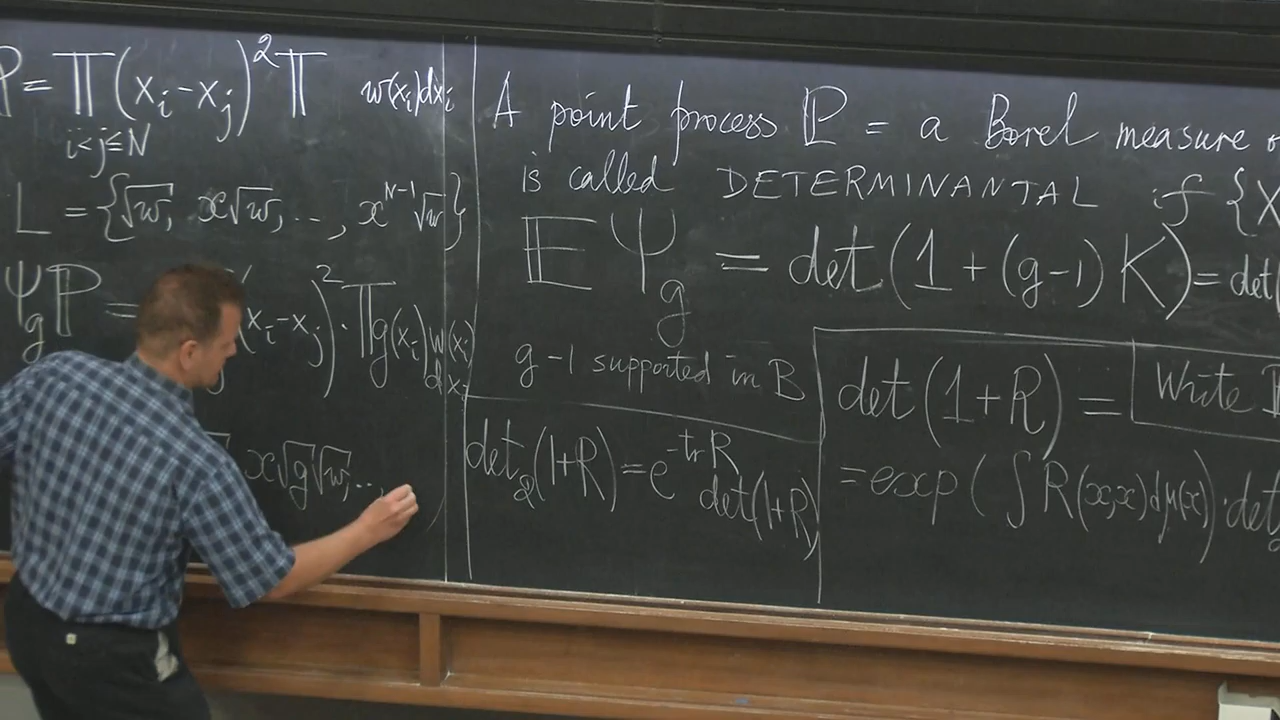 P = ∏ (x_i - x_j)^2 ∏ w(x_i)dx_i
i<j≤N
L = {√w, x√w, ..., x^{N-1}√w}
Ψ_g P = (x_i - x_j)^2 · ∏ g(x_i) w(x_i) dx_i
x√g√w, ..,
A point process ℙ = a Borel measure
is called DETERMINANTAL if {X
𝔼 Ψ_g = det(1 + (g-1) K) = det(
g-1 supported in B
det_2(1+R) = e^{-tr R} det(1+R)
det(1+R) = Write
= exp(∫ R(x,x)dμ(x)) · det_2